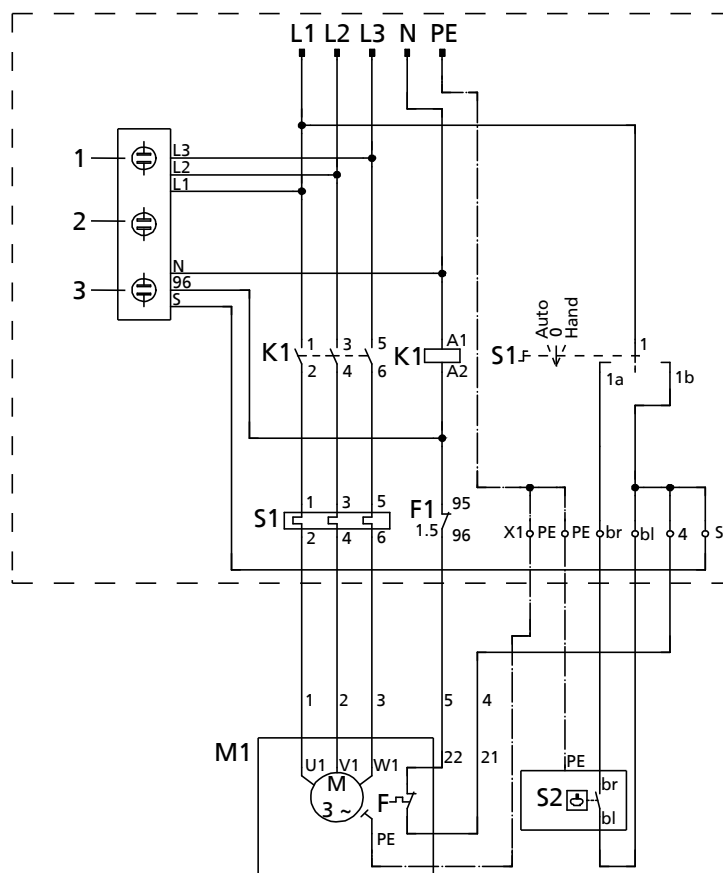 L1 L2 L3 N PE
1
2
3
L3
L2
L1
N
96
S
K1
1 3 5
2 4 6
K1
A1
A2
S1
Auto
0
Hand
1
1a
1b
S1
1 3 5
2 4 6
F1
1.5
95
96
X1 PE PE br bl 4 S
1 2 3 5 4
M1
U1 V1 W1
M
3 ~
PE
F
22 21
PE
S2
br
bl